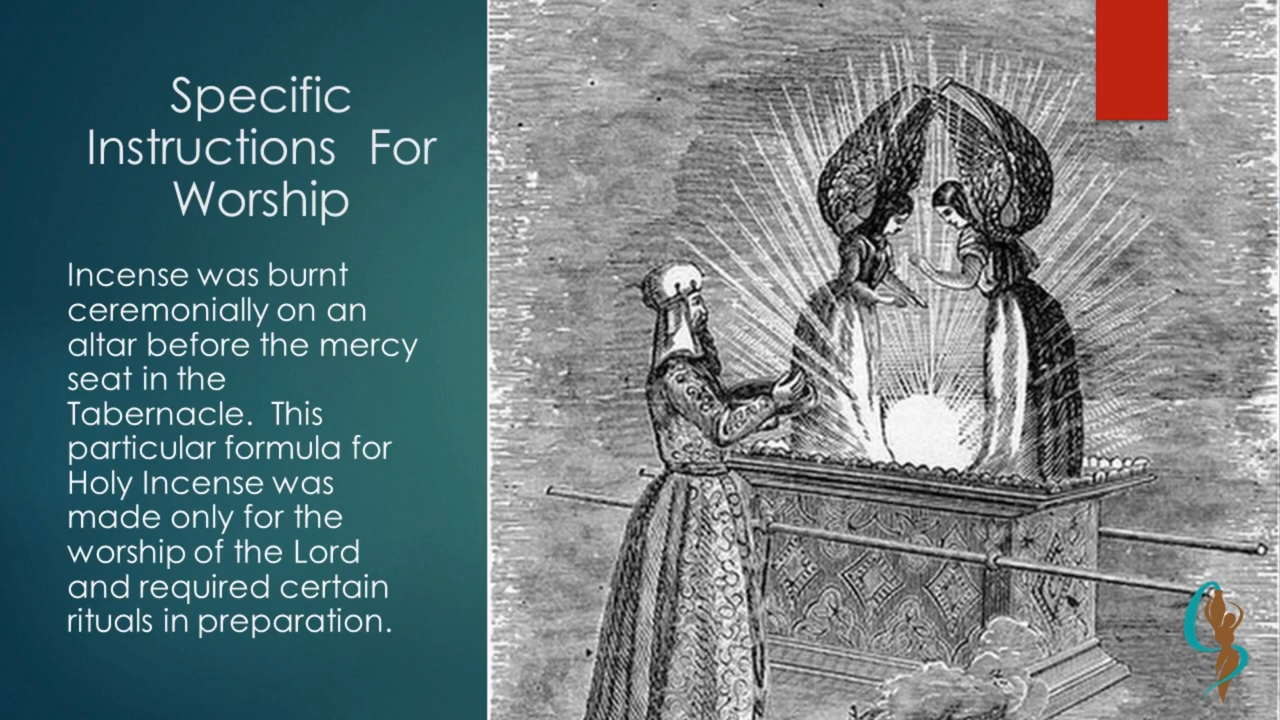 Specific
Instructions  For
Worship
Incense was burnt
ceremonially on an
altar before the mercy
seat in the
Tabernacle.  This
particular formula for
Holy Incense was
made only for the
worship of the Lord
and required certain
rituals in preparation.